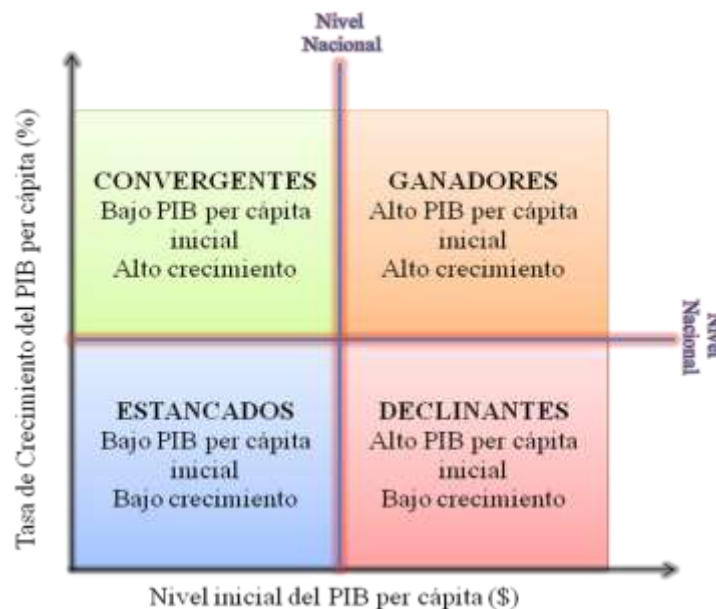 Nivel
Nacional
Tasa de Crecimiento del PIB per cápita (%)
CONVERGENTES
Bajo PIB per cápita
inicial
Alto crecimiento
GANADORES
Alto PIB per cápita
inicial
Alto crecimiento
Nivel
Nacional
ESTANCADOS
Bajo PIB per cápita
inicial
Bajo crecimiento
DECLINANTES
Alto PIB per cápita
inicial
Bajo crecimiento
Nivel inicial del PIB per cápita ($)